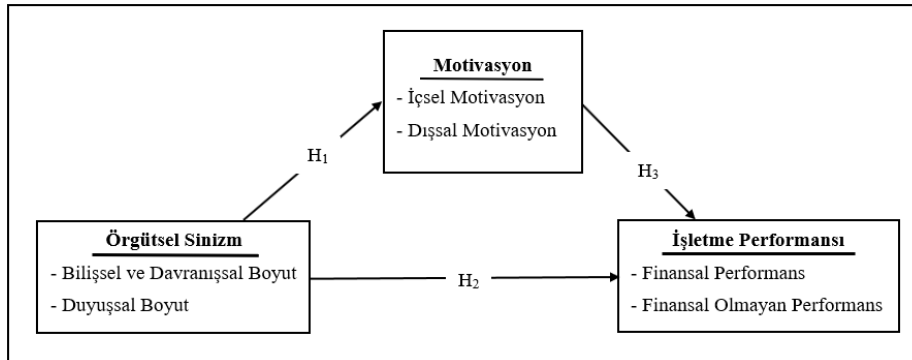 Motivasyon
- İçsel Motivasyon
- Dışsal Motivasyon
H₁
H₃
Örgütsel Sinizm
- Bilişsel ve Davranışsal Boyut
- Duyuşsal Boyut
H₂
İşletme Performansı
- Finansal Performans
- Finansal Olmayan Performans